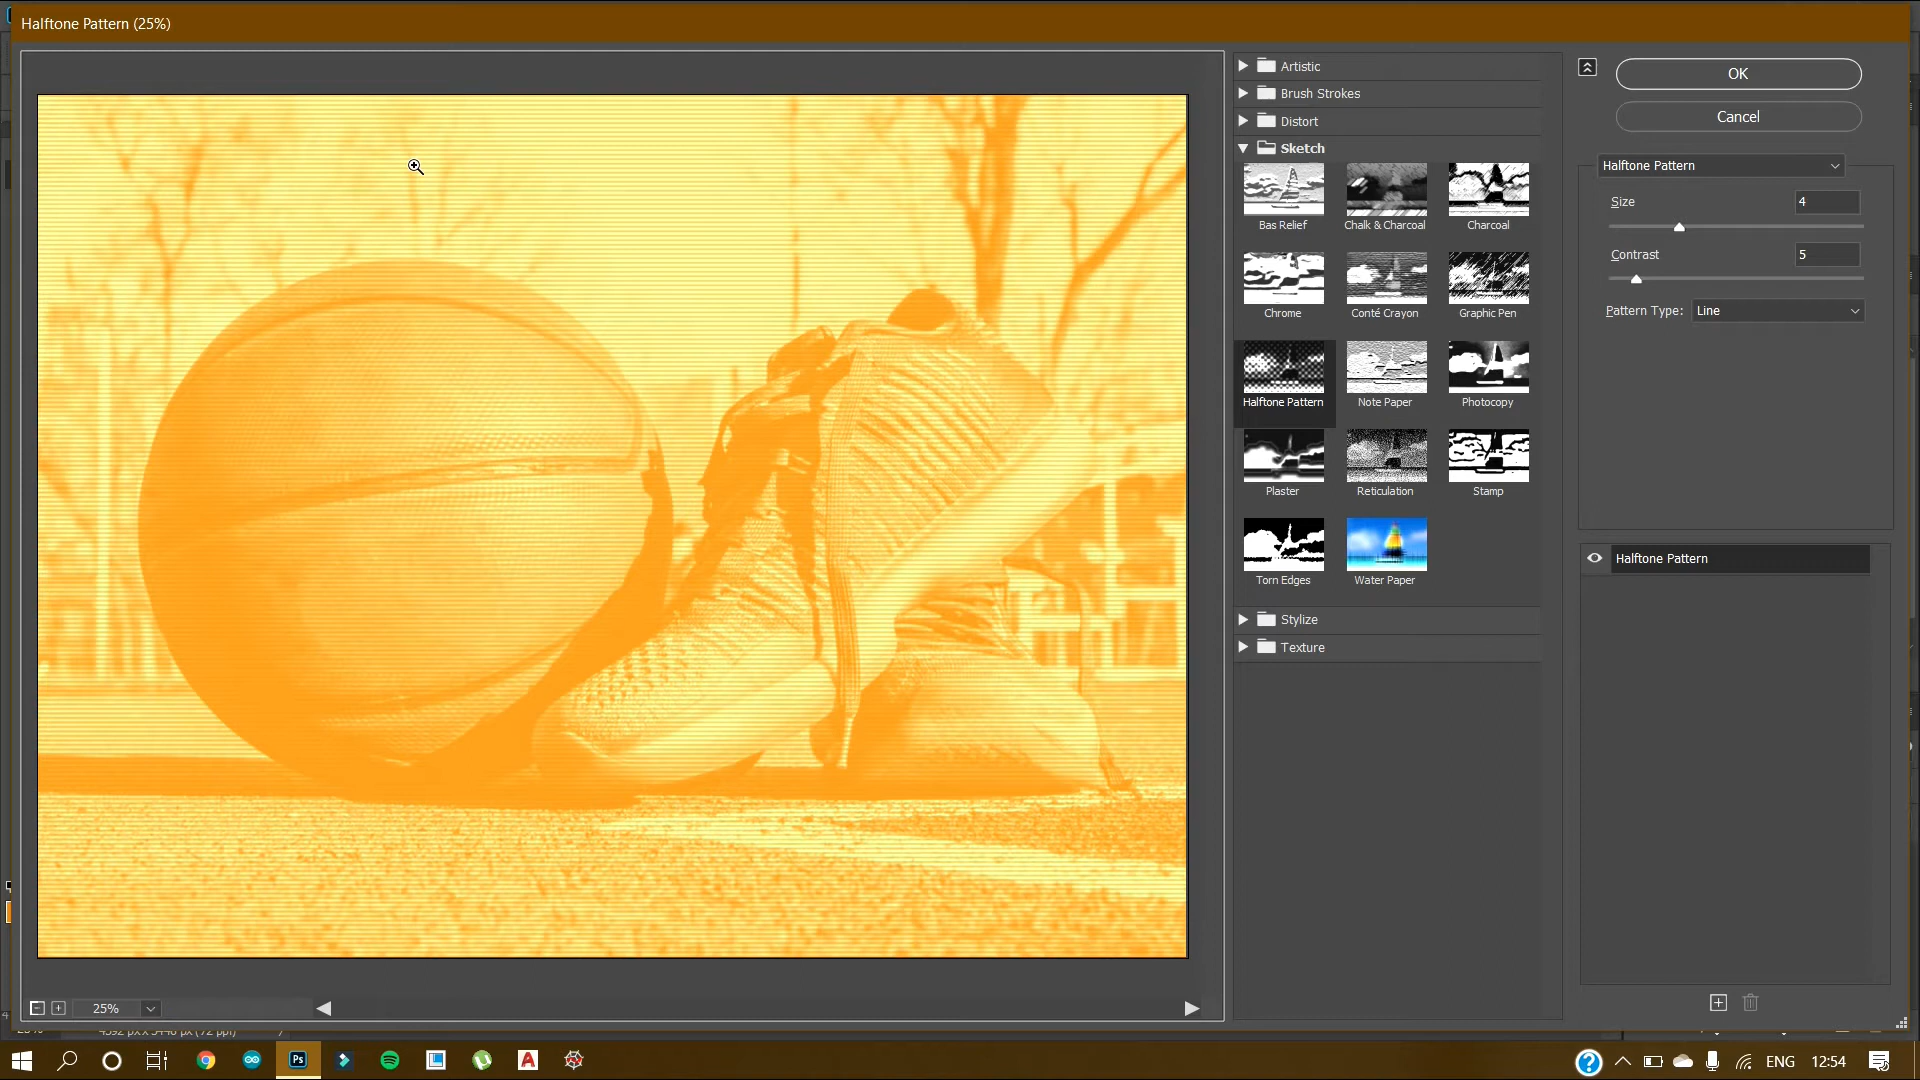 Halftone Pattern (25%)
Artistic
Brush Strokes
Distort
Sketch
Bas Relief
Chalk & Charcoal
Charcoal
Chrome
Conté Crayon
Graphic Pen
Halftone Pattern
Note Paper
Photocopy
Plaster
Reticulation
Stamp
Torn Edges
Water Paper
Stylize
Texture
OK
Cancel
Halftone Pattern
Size
4
Contrast
5
Pattern Type:
Line
Halftone Pattern
25%
Ps
A
ENG
12:54